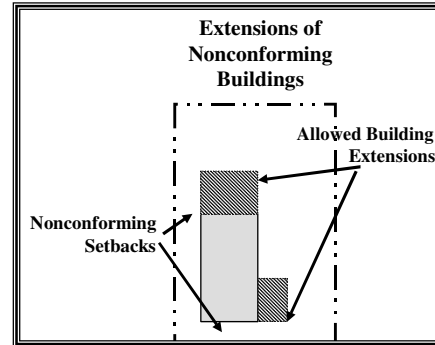 Extensions of
Nonconforming
Buildings
Allowed Building
Extensions
Nonconforming
Setbacks